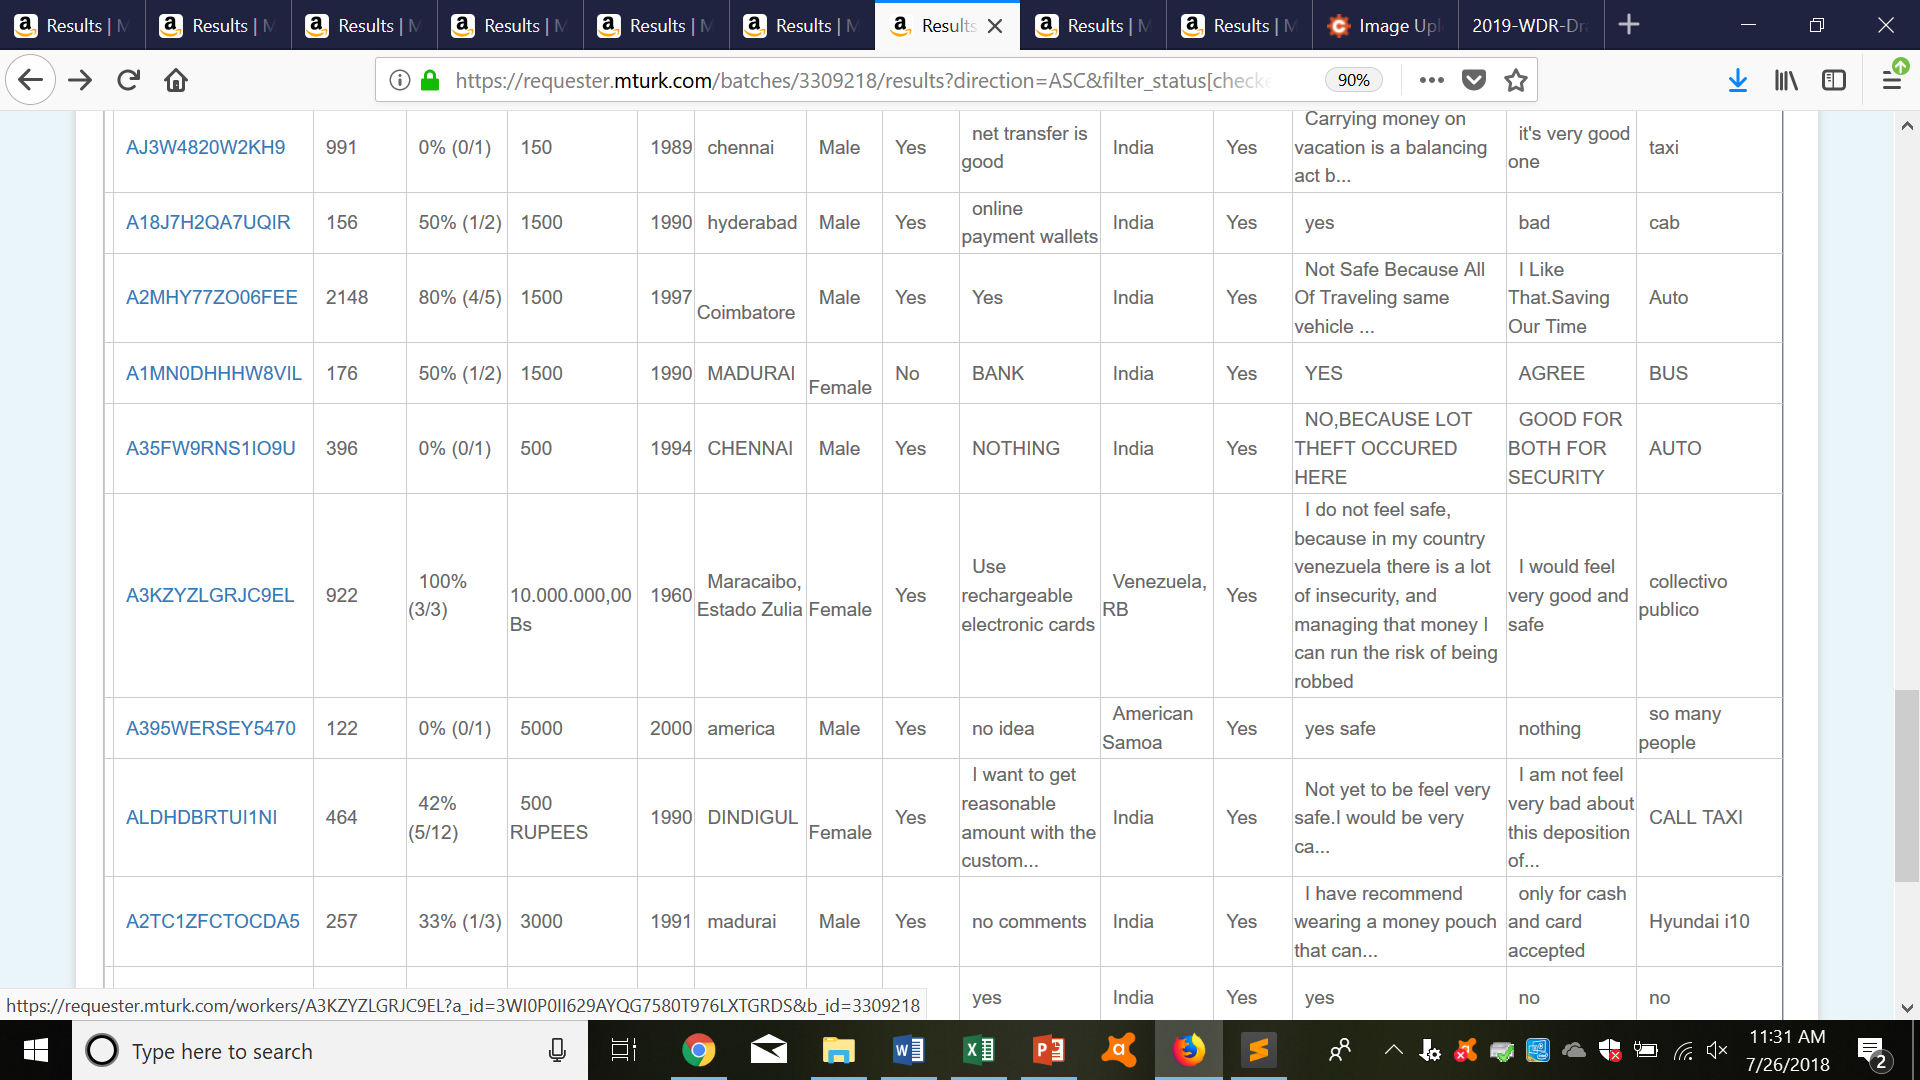 Results | M
Results | M
Results | M
Results | M
Results | M
Results | M
Results
Results | M
Results | M
Image Upl
2019-WDR-Dra
https://requester.mturk.com/batches/3309218/results?direction=ASC&filter_status[checke
90%
AJ3W4820W2KH9 991 0% (0/1) 150 1989 chennai Male Yes net transfer is good India Yes Carrying money on vacation is a balancing act b... it's very good one taxi
A18J7H2QA7UQIR 156 50% (1/2) 1500 1990 hyderabad Male Yes online payment wallets India Yes yes bad cab
A2MHY77ZO06FEE 2148 80% (4/5) 1500 1997 Coimbatore Male Yes Yes India Yes Not Safe Because All Of Traveling same vehicle ... I Like That.Saving Our Time Auto
A1MN0DHHHW8VIL 176 50% (1/2) 1500 1990 MADURAI Female No BANK India Yes YES AGREE BUS
A35FW9RNS1IO9U 396 0% (0/1) 500 1994 CHENNAI Male Yes NOTHING India Yes NO,BECAUSE LOT THEFT OCCURED HERE GOOD FOR BOTH FOR SECURITY AUTO
A3KZYZLGRJC9EL 922 100% (3/3) 10.000.000,00 Bs 1960 Maracaibo, Estado Zulia Female Yes Use rechargeable electronic cards Venezuela, RB Yes I do not feel safe, because in my country venezuela there is a lot of insecurity, and managing that money I can run the risk of being robbed I would feel very good and safe collectivo publico
A395WERSEY5470 122 0% (0/1) 5000 2000 america Male Yes no idea American Samoa Yes yes safe nothing so many people
ALDHDBRTUI1NI 464 42% (5/12) 500 RUPEES 1990 DINDIGUL Female Yes I want to get reasonable amount with the custom... India Yes Not yet to be feel very safe.I would be very ca... I am not feel very bad about this deposition of... CALL TAXI
A2TC1ZFCTOCDA5 257 33% (1/3) 3000 1991 madurai Male Yes no comments India Yes I have recommend wearing a money pouch that can... only for cash and card accepted Hyundai i10
yes India Yes yes no no
https://requester.mturk.com/workers/A3KZYZLGRJC9EL?a_id=3WI0P0II629AYQG7580T976LXTGRDS&b_id=3309218
Type here to search
11:31 AM
7/26/2018
2